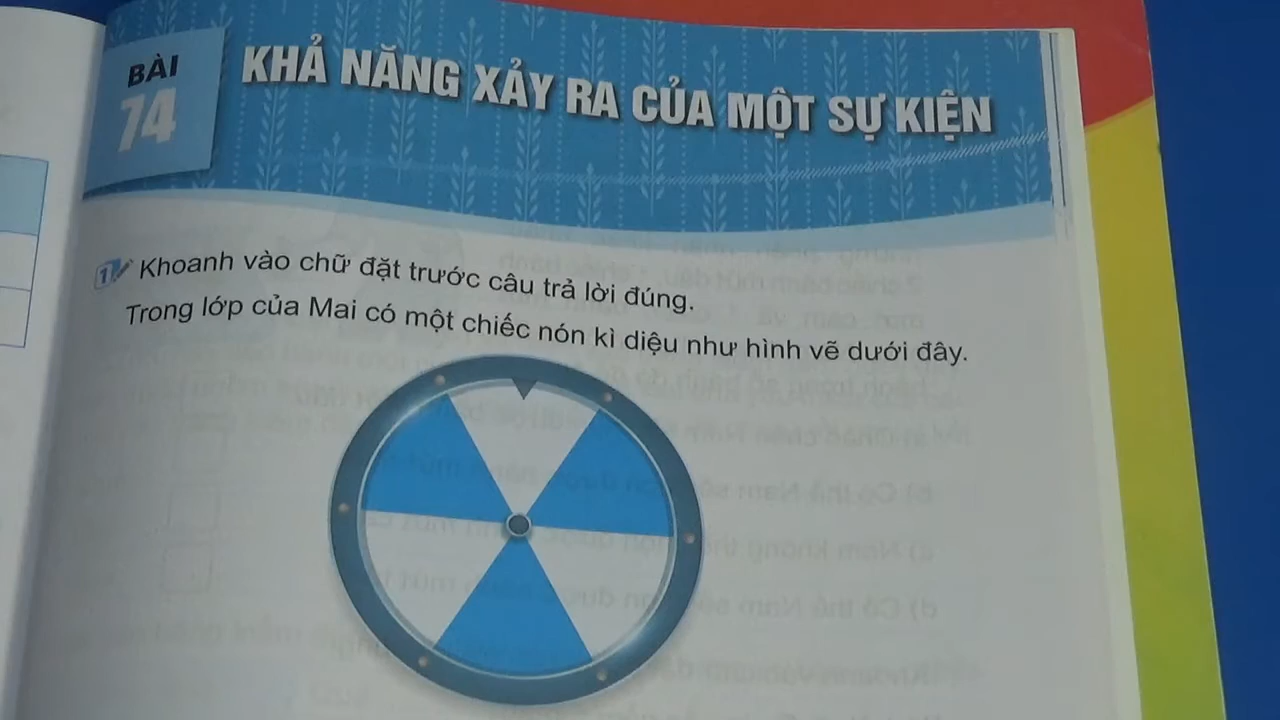 BÀI
74
KHẢ NĂNG XẢY RA CỦA MỘT SỰ KIỆN
1 Khoanh vào chữ đặt trước câu trả lời đúng.
Trong lớp của Mai có một chiếc nón kì diệu như hình vẽ dưới đây.